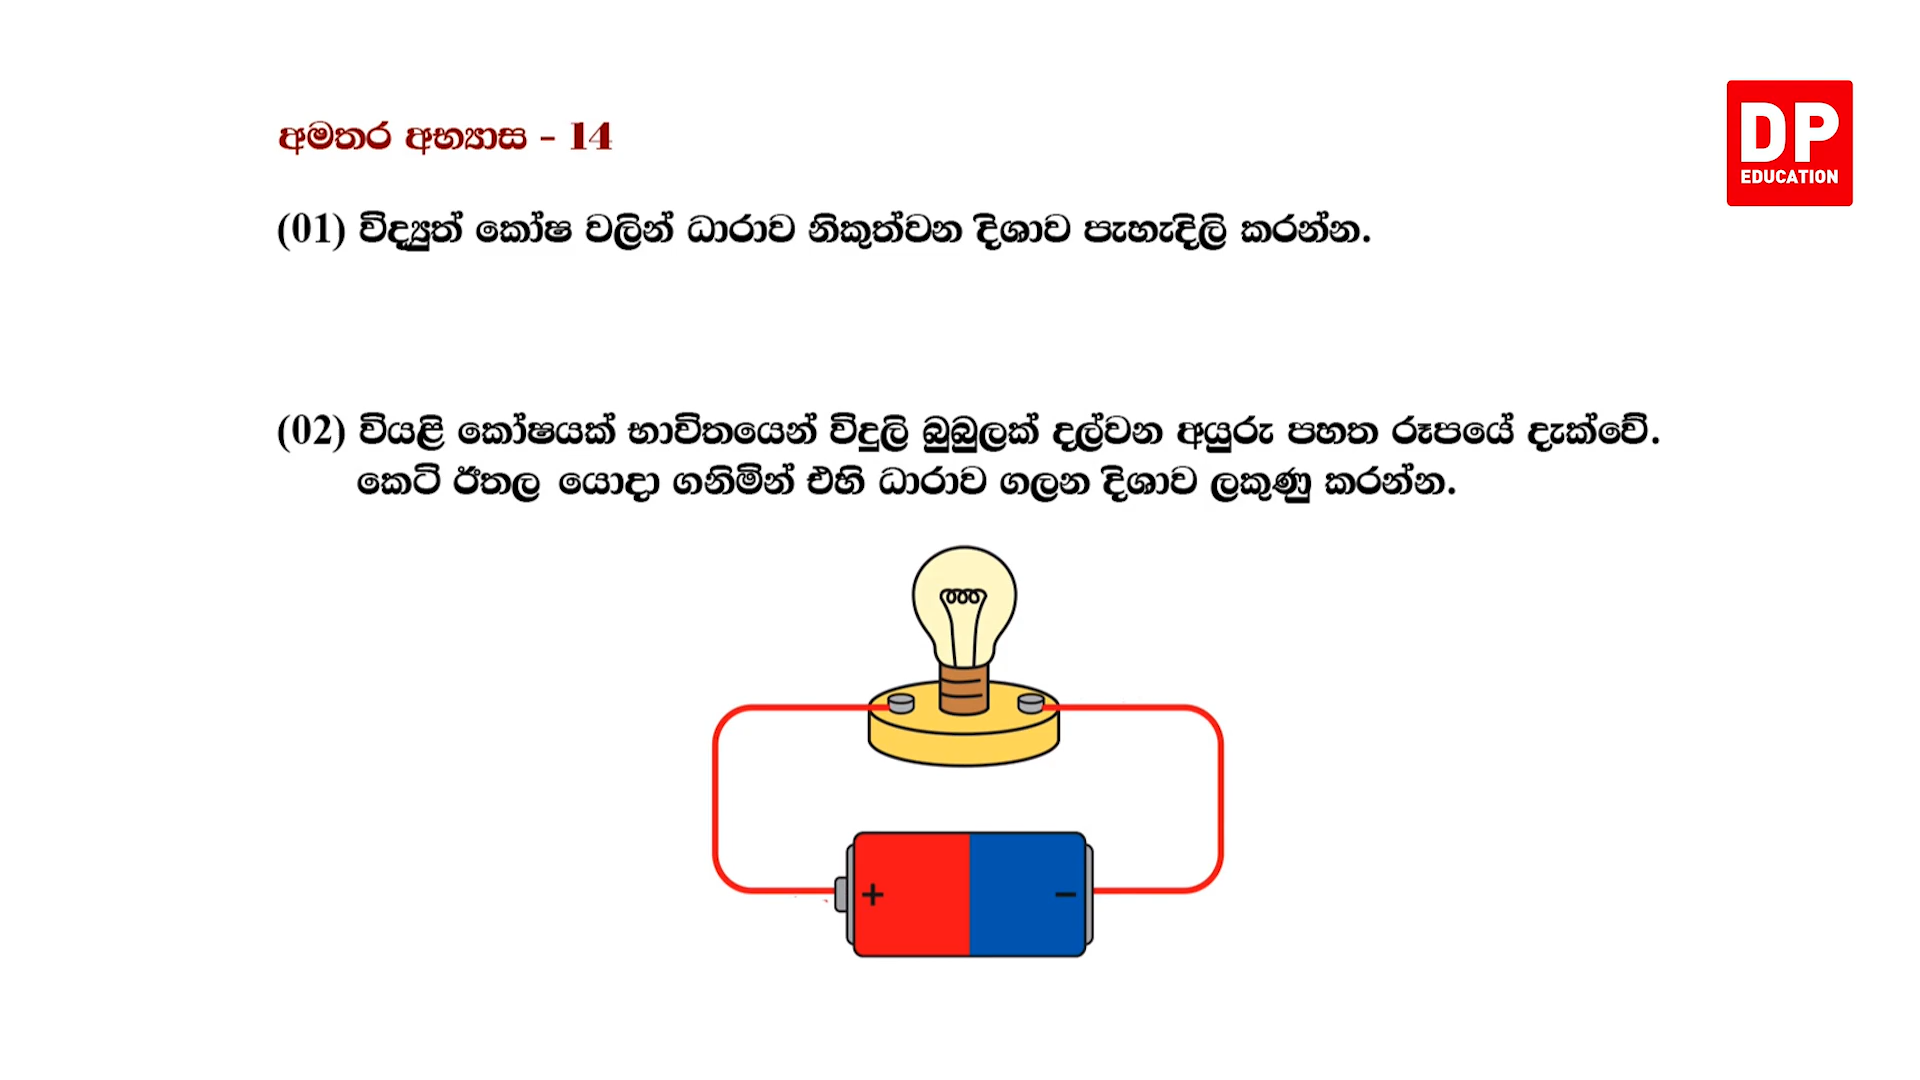 DP
EDUCATION
අමතර අභ්‍යාස - 14
(01) විද්‍යුත් කෝෂ වලින් ධාරාව නිකුත්වන දිශාව පැහැදිලි කරන්න.
(02) වියළි කෝෂයක් භාවිතයෙන් විදුලි බුබුලක් දල්වන අයුරු පහත රූපයේ දැක්වේ.
කෙටි ඊතල යොදා ගනිමින් එහි ධාරාව ගලන දිශාව ලකුණු කරන්න.
+ −